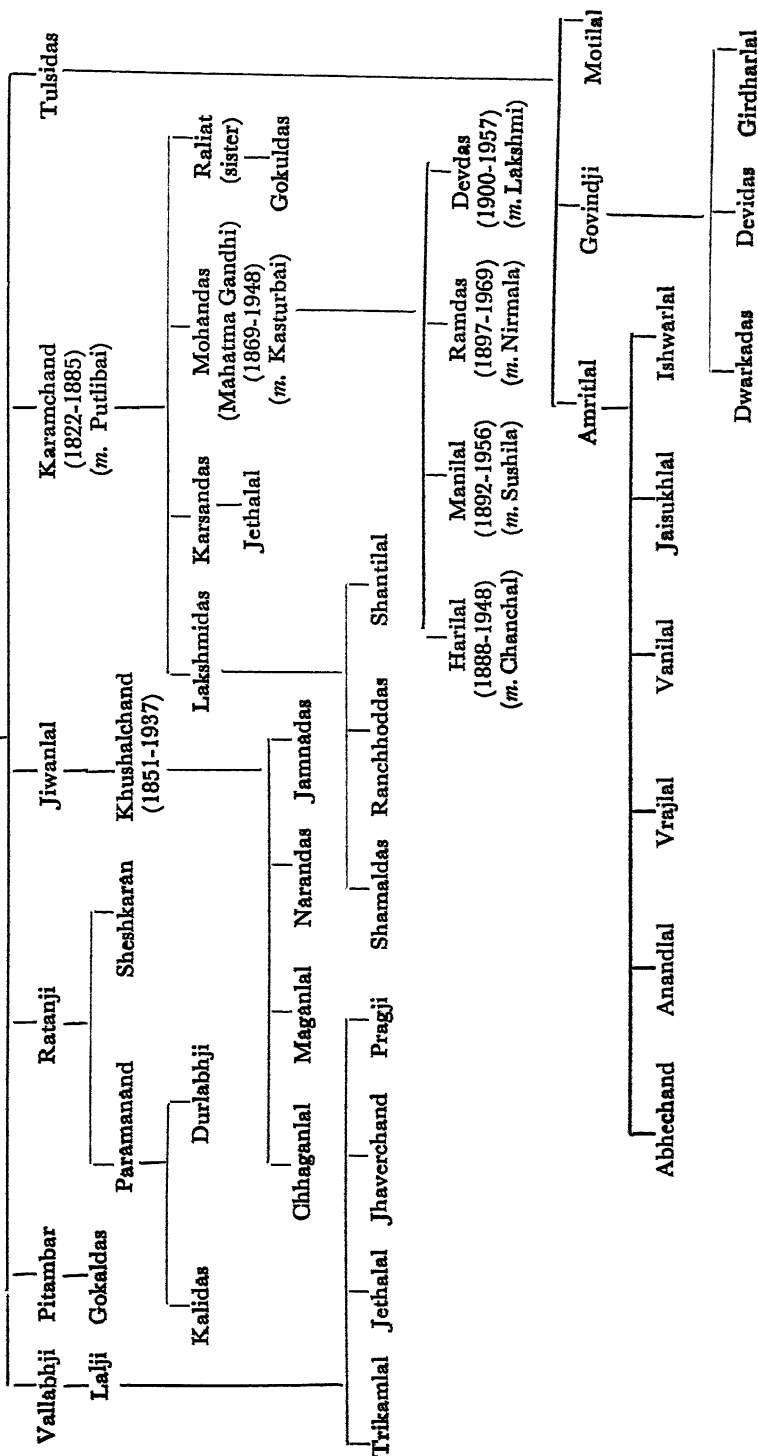 Vallabhji Pitambar Ratanji Jiwanlal Karamchand Tulsidas
(1822-1885)
(m. Putlibai)
Lalji Gokaldas Paramanand Sheshkaran Khushalchand
(1851-1937)
Kalidas Durlabhji Lakshmidas Karsandas Mohandas Raliat
(Mahatma Gandhi) (sister)
(1869-1948)
(m. Kasturbai)
Jethalal Gokuldas
Chhaganlal Maganlal Narandas Jamnadas
Trikamlal Jethalal Jhaverchand Pragji Shamaldas Ranchhoddas Shantilal
Harilal Manilal Ramdas Devdas
(1888-1948) (1892-1956) (1897-1969) (1900-1957)
(m. Chanchal) (m. Sushila) (m. Nirmala) (m. Lakshmi)
Amritlal Govindji Motilal
Abhechand Anandlal Vrajlal Vanilal Jaisukhlal Ishwarlal
Dwarkadas Devidas Girdharlal